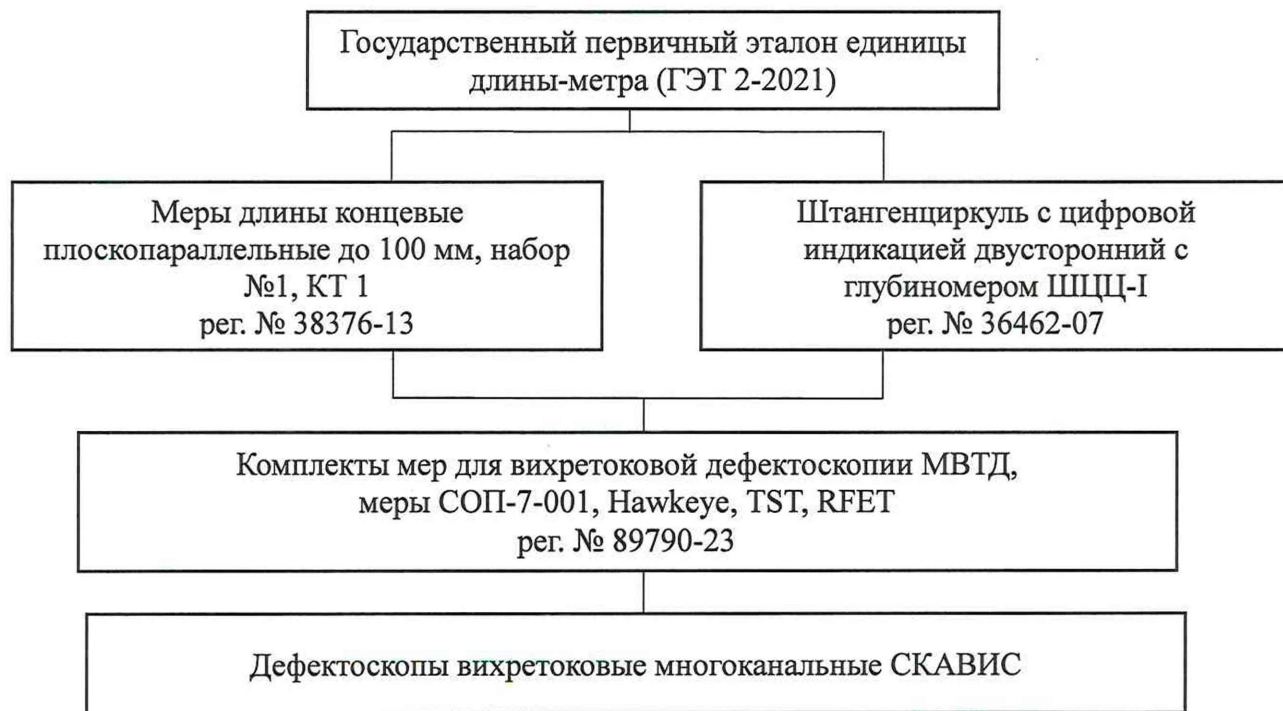 Государственный первичный эталон единицы
длины-метра (ГЭТ 2-2021)
Меры длины концевые
плоскопараллельные до 100 мм, набор
№1, КТ 1
рег. № 38376-13
Штангенциркуль с цифровой
индикацией двусторонний с
глубиномером ШЦЦ-I
рег. № 36462-07
Комплекты мер для вихретоковой дефектоскопии МВТД,
меры СОП-7-001, Hawkeye, TST, RFET
рег. № 89790-23
Дефектоскопы вихретоковые многоканальные СКАВИС